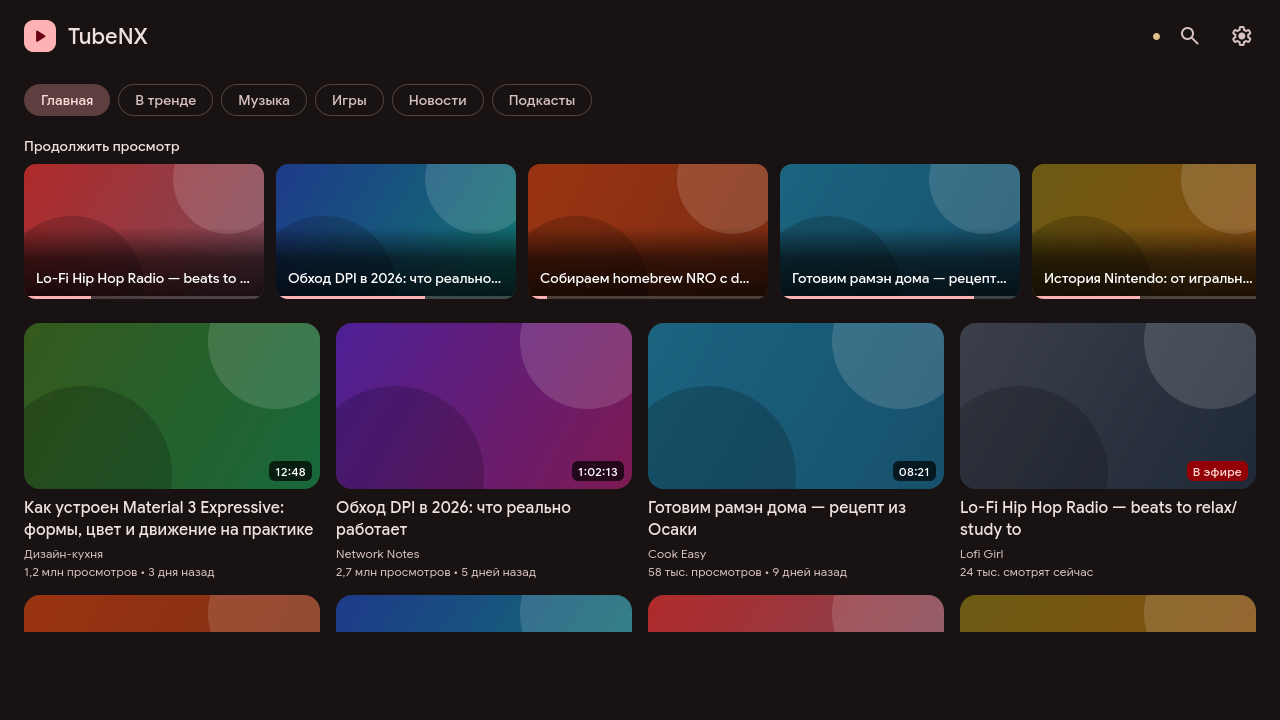 TubeNX
Главная
В тренде
Музыка
Игры
Новости
Подкасты
Продолжить просмотр
Lo-Fi Hip Hop Radio — beats to ...
Обход DPI в 2026: что реально...
Собираем homebrew NRO с d...
Готовим рамэн дома — рецепт...
История Nintendo: от игральн...
12:48
1:02:13
08:21
В эфире
Как устроен Material 3 Expressive:
формы, цвет и движение на практике
Дизайн-кухня
1,2 млн просмотров • 3 дня назад
Обход DPI в 2026: что реально
работает
Network Notes
2,7 млн просмотров • 5 дней назад
Готовим рамэн дома — рецепт из
Осаки
Cook Easy
58 тыс. просмотров • 9 дней назад
Lo-Fi Hip Hop Radio — beats to relax/
study to
Lofi Girl
24 тыс. смотрят сейчас